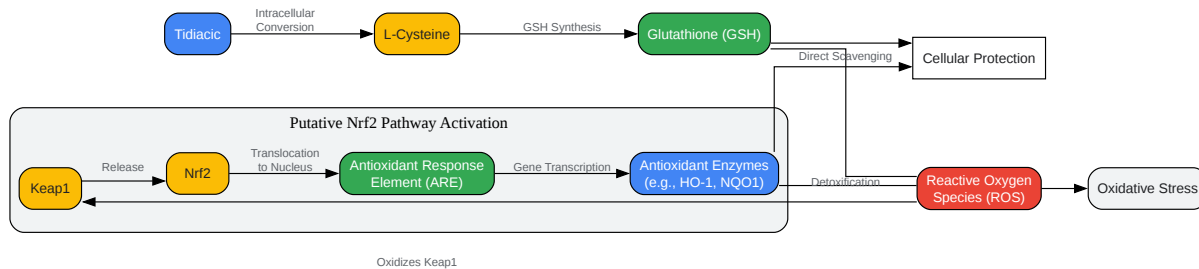 Intracellular
Conversion
Tidiacic
L-Cysteine
GSH Synthesis
Glutathione (GSH)
Direct Scavenging
Cellular Protection
Putative Nrf2 Pathway Activation
Keap1
Release
Nrf2
Translocation
to Nucleus
Antioxidant Response
Element (ARE)
Gene Transcription
Antioxidant Enzymes
(e.g., HO-1, NQO1)
Detoxification
Reactive Oxygen
Species (ROS)
Oxidative Stress
Oxidizes Keap1